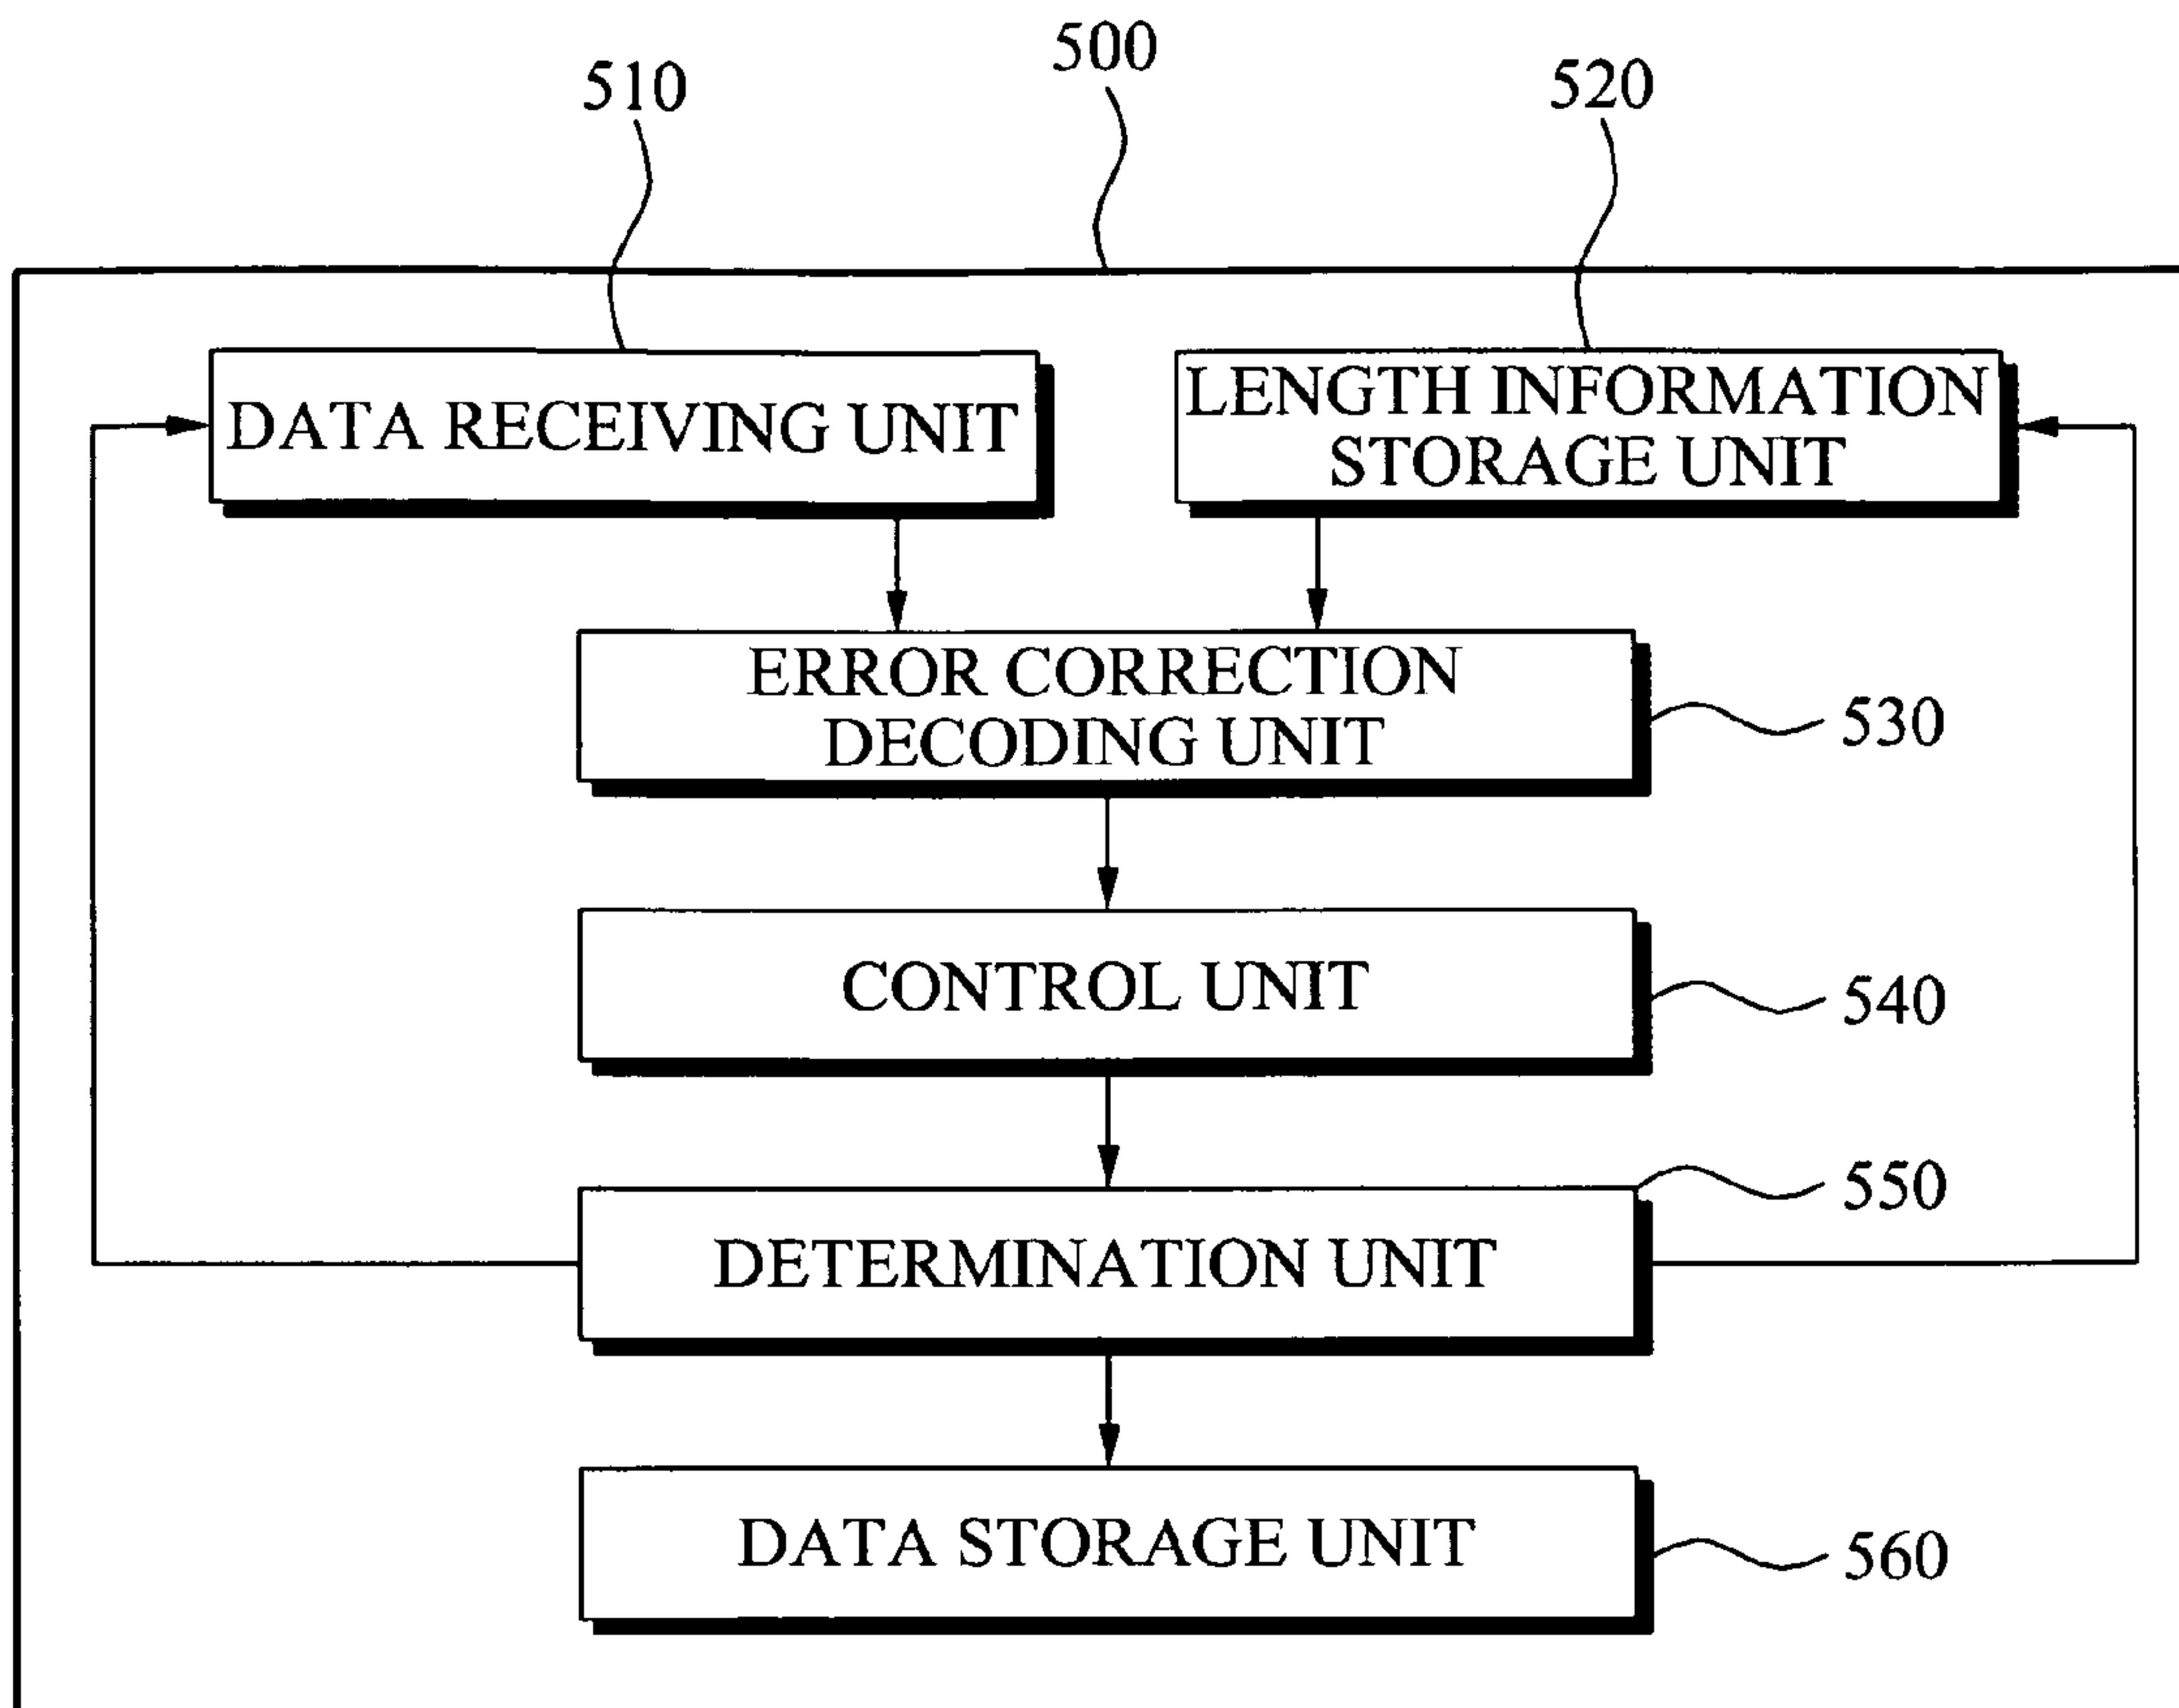 500
510
520
DATA RECEIVING UNIT
LENGTH INFORMATION
STORAGE UNIT
ERROR CORRECTION
DECODING UNIT
530
CONTROL UNIT
540
550
DETERMINATION UNIT
DATA STORAGE UNIT
560